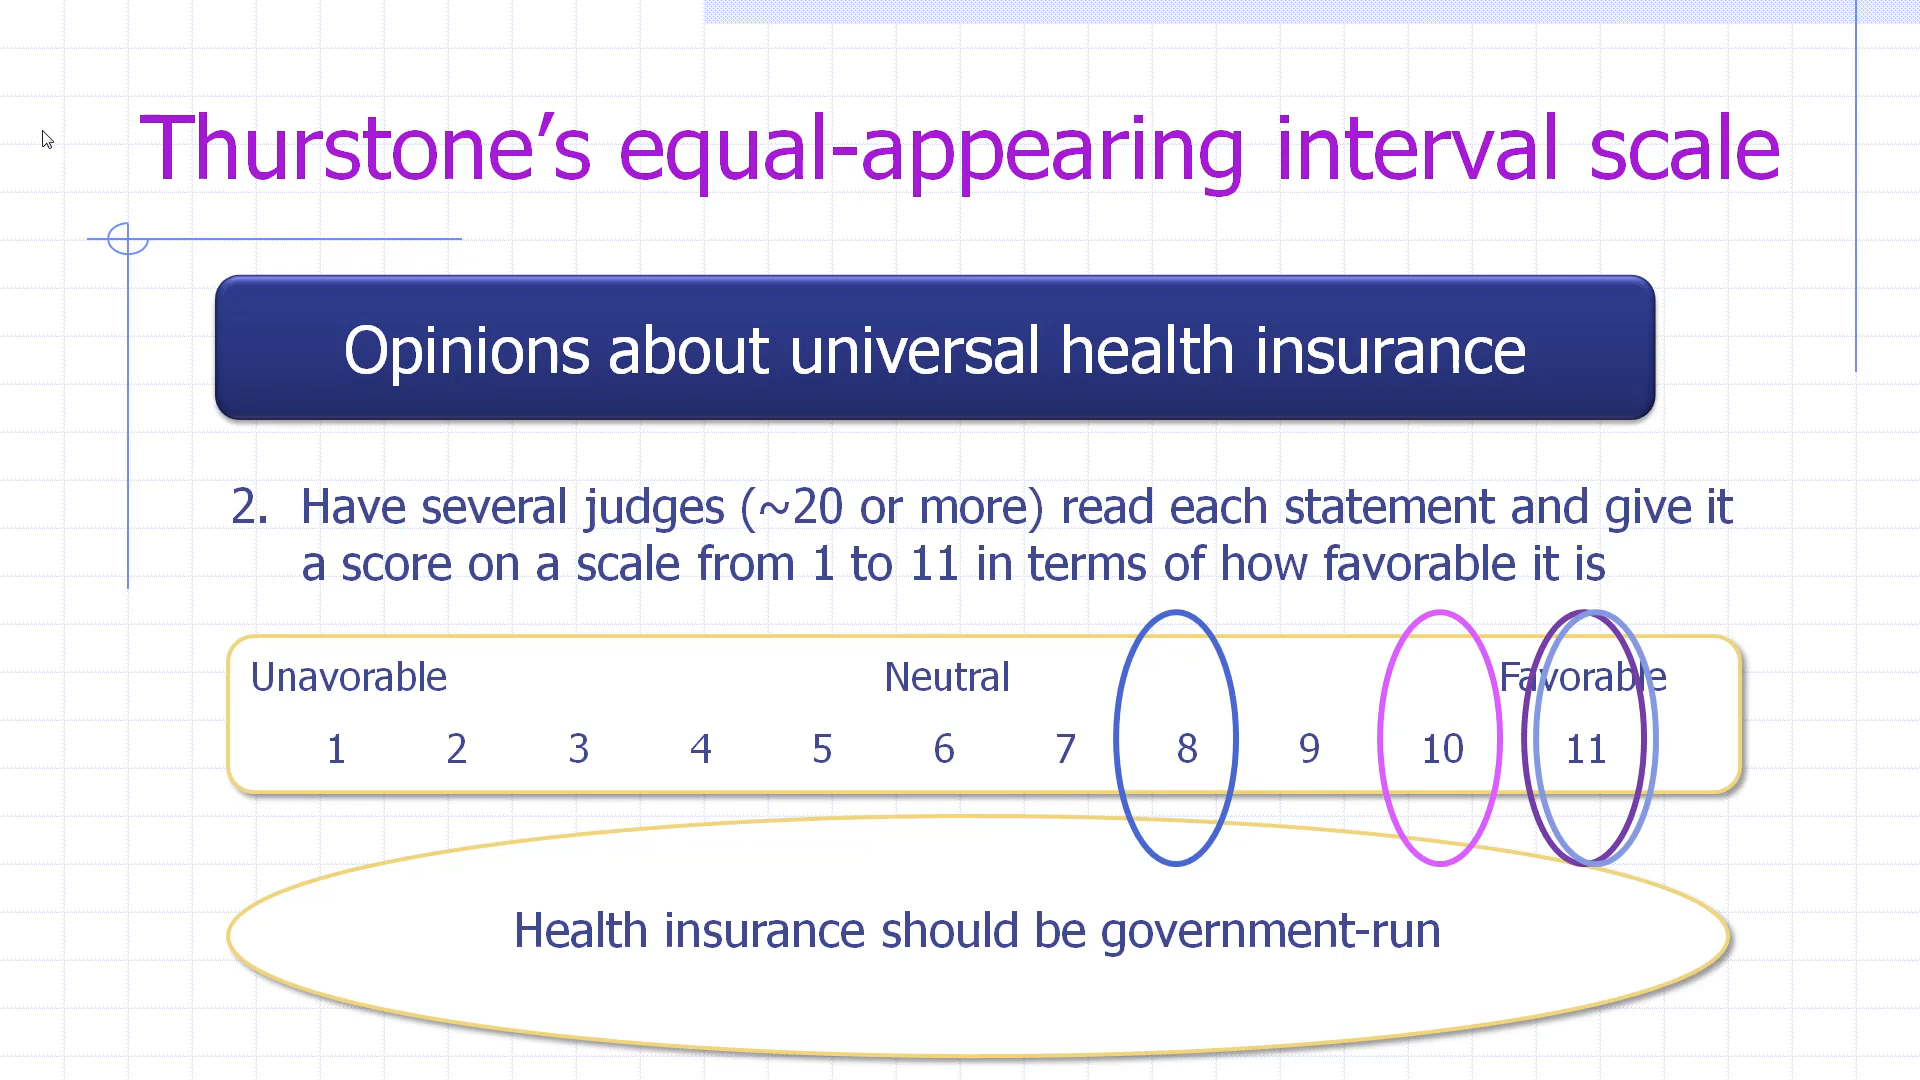 Thurstone’s equal-appearing interval scale
Opinions about universal health insurance
2. Have several judges (~20 or more) read each statement and give it
a score on a scale from 1 to 11 in terms of how favorable it is
Unavorable Neutral Favorable
1 2 3 4 5 6 7 8 9 10 11
Health insurance should be government-run